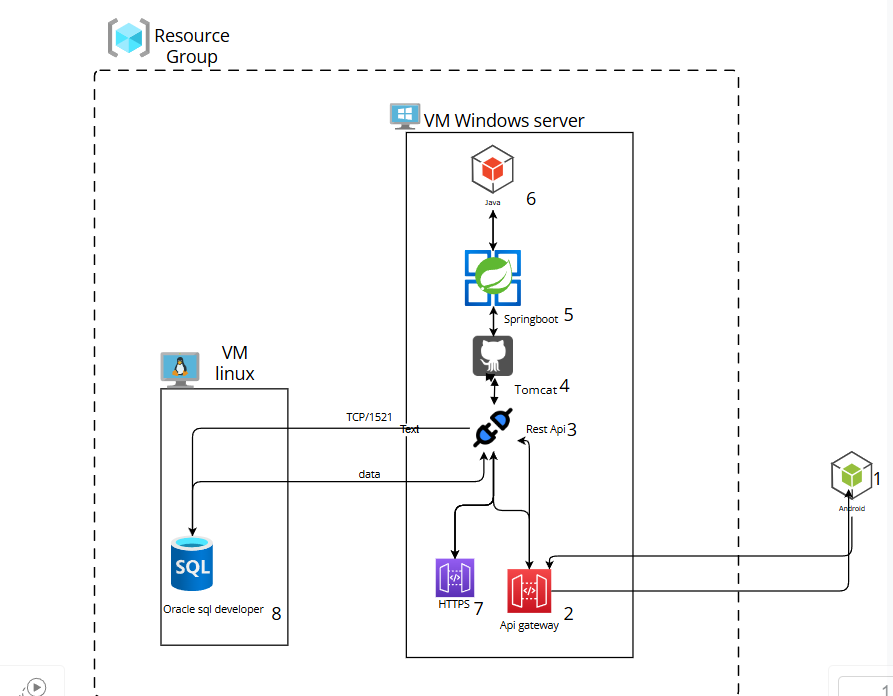 Resource
Group
VM Windows server
Java
6
Springboot 5
VM
linux
Tomcat 4
TCP/1521
Text
Rest Api 3
data
1
Android
SQL
Oracle sql developer 8
HTTPS 7
2
Api gateway
1